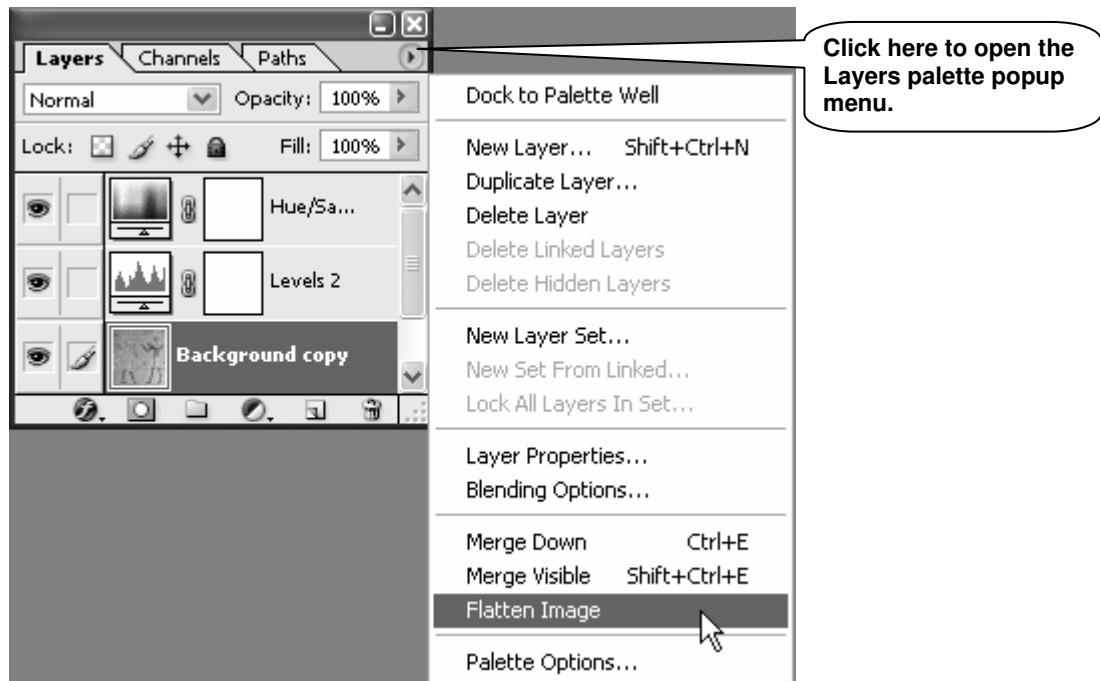 Layers Channels Paths
Normal Opacity: 100%
Lock: Fill: 100%
Hue/Sa...
Levels 2
Background copy
Click here to open the
Layers palette popup
menu.
Dock to Palette Well
New Layer... Shift+Ctrl+N
Duplicate Layer...
Delete Layer
Delete Linked Layers
Delete Hidden Layers
New Layer Set...
New Set From Linked...
Lock All Layers In Set...
Layer Properties...
Blending Options...
Merge Down Ctrl+E
Merge Visible Shift+Ctrl+E
Flatten Image
Palette Options...